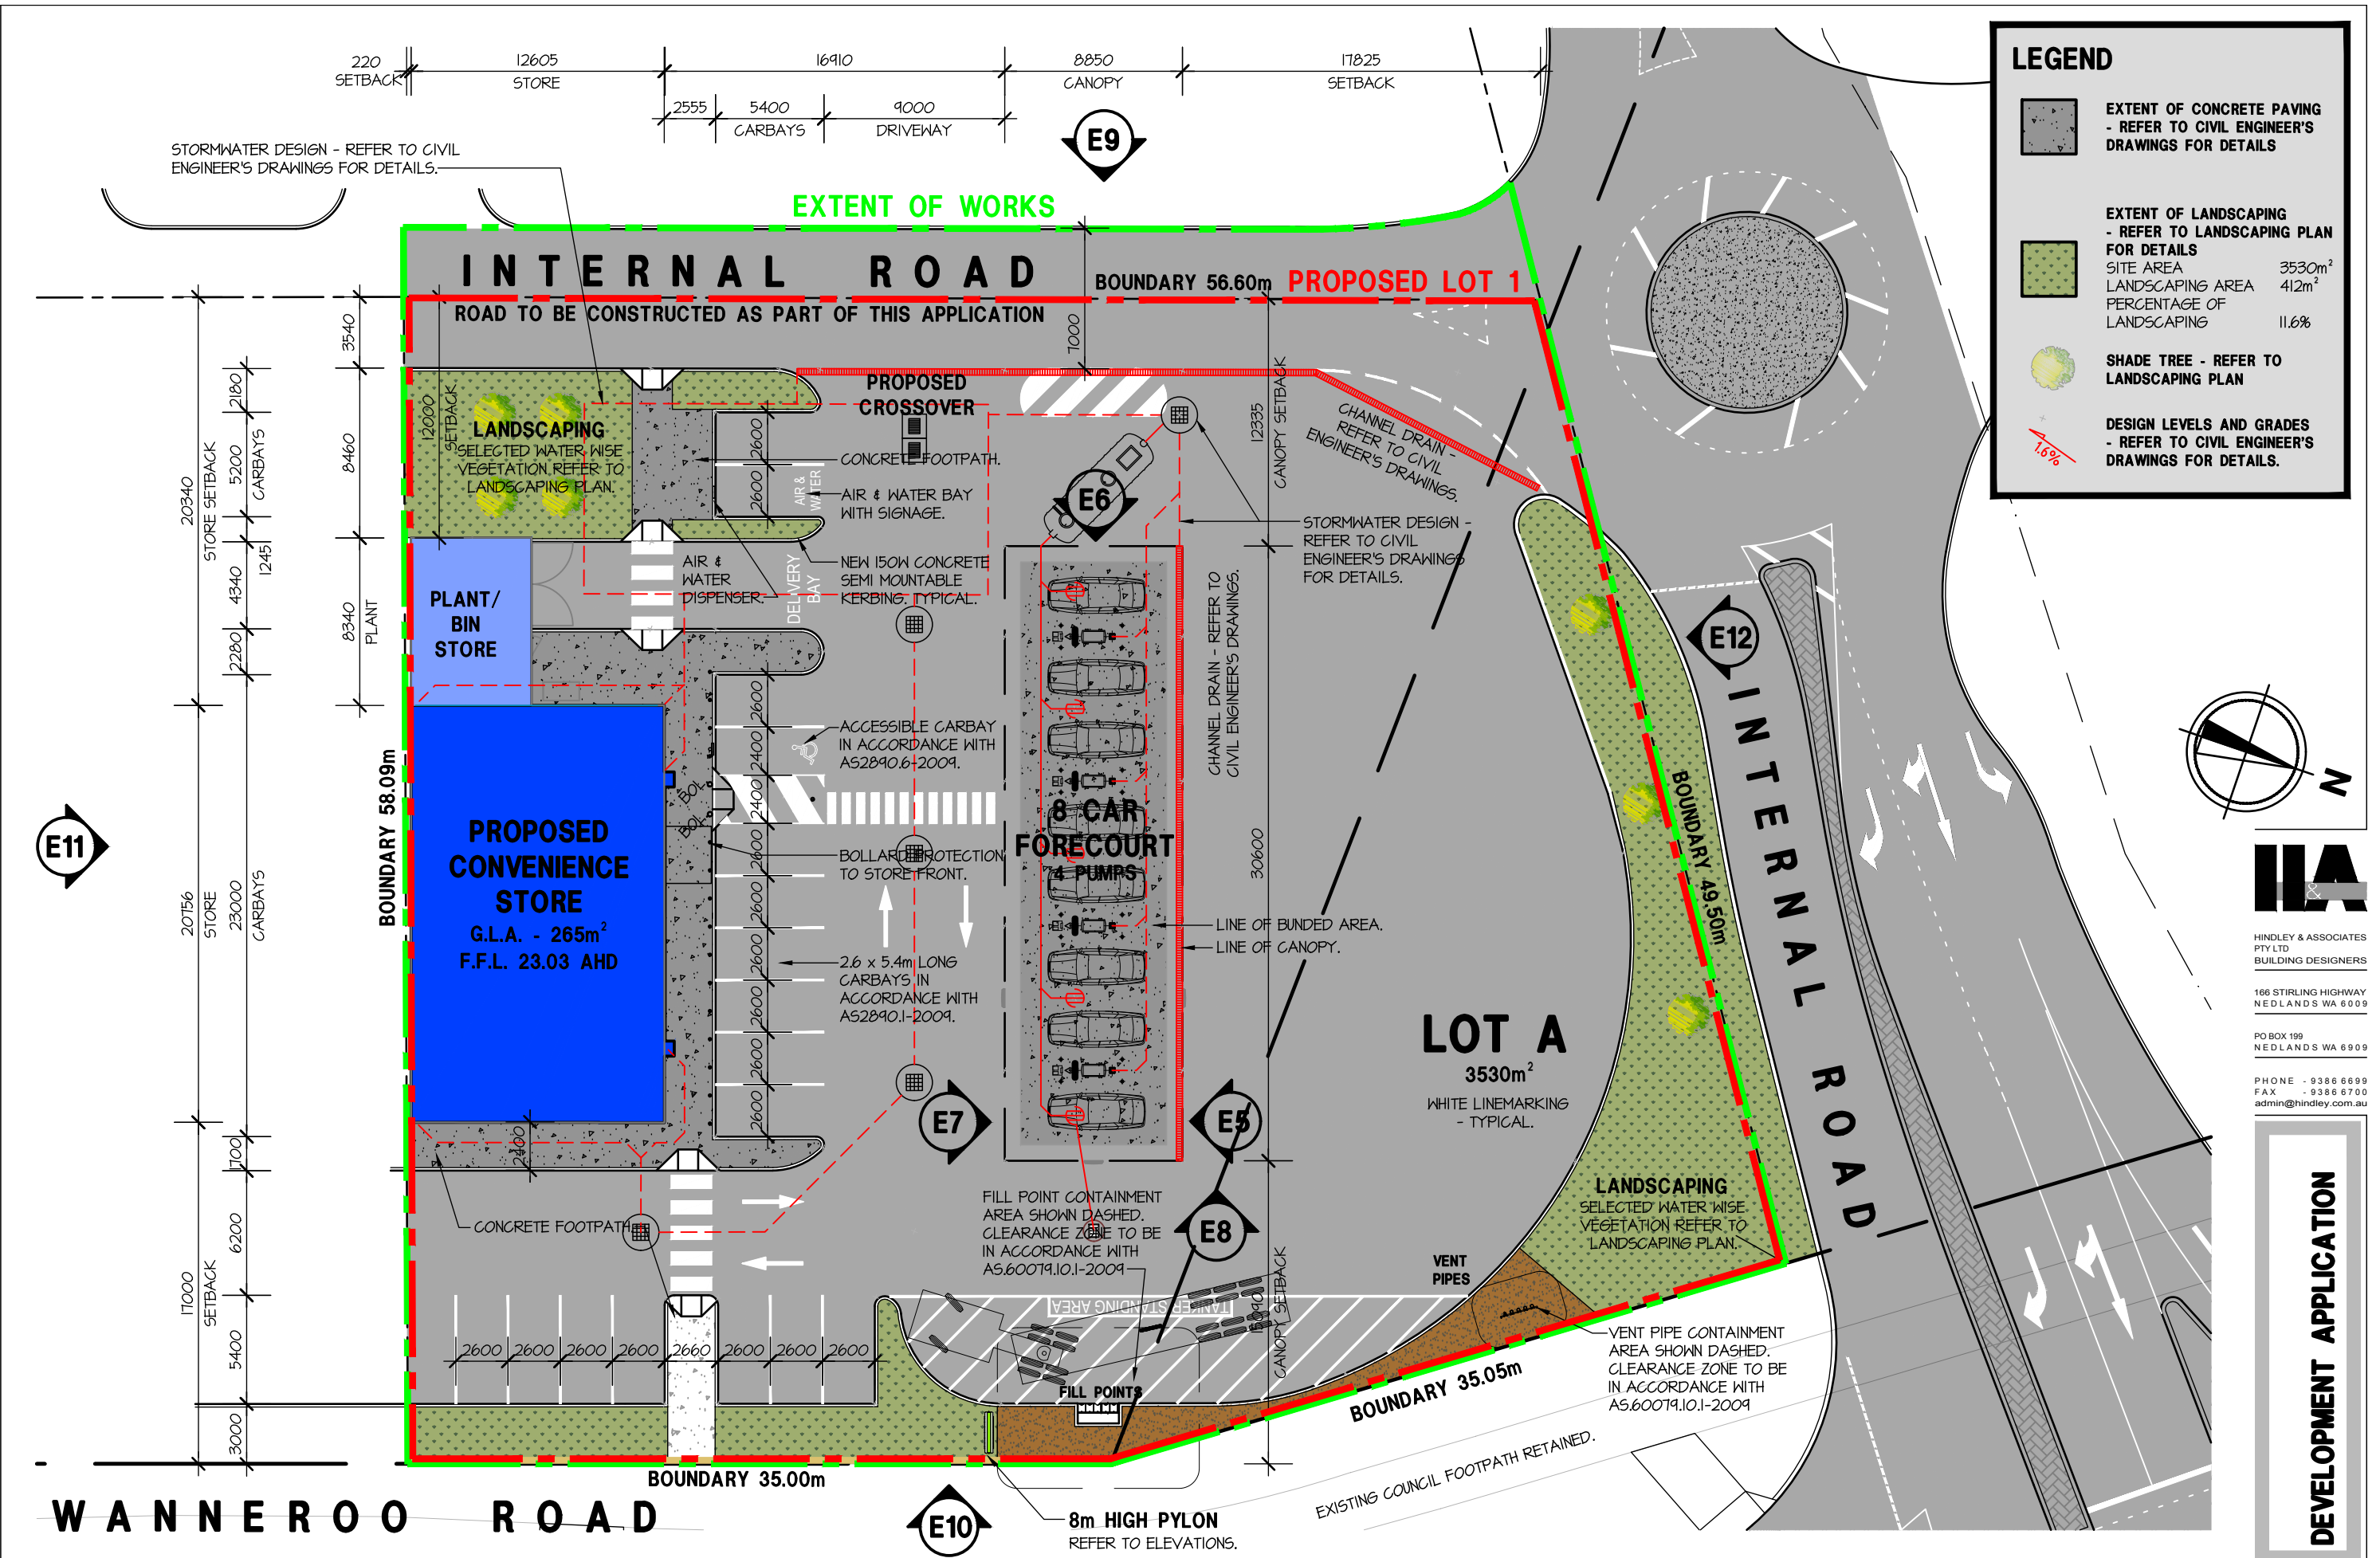 220
SETBACK
12605
STORE
16910
8850
CANOPY
17825
SETBACK
2555
5400
CARBAYS
9000
DRIVEWAY
STORMWATER DESIGN - REFER TO CIVIL
ENGINEER'S DRAWINGS FOR DETAILS.
E9
EXTENT OF WORKS
INTERNAL ROAD
BOUNDARY 56.60m
PROPOSED LOT 1
ROAD TO BE CONSTRUCTED AS PART OF THIS APPLICATION
7000
3540
8460
8340
PLANT
20340
STORE SETBACK
2180
5200
CARBAYS
1245
4340
2280
20756
STORE
23000
CARBAYS
17000
SETBACK
1700
6200
5400
3000
12000
SETBACK
LANDSCAPING
SELECTED WATER WISE
VEGETATION REFER TO
LANDSCAPING PLAN.
PROPOSED
CROSSOVER
2600
2600
AIR &
WATER
CONCRETE FOOTPATH.
AIR & WATER BAY
WITH SIGNAGE.
AIR &
WATER
DISPENSER.
DELIVERY
BAY
NEW 150W CONCRETE
SEMI MOUNTABLE
KERBING. TYPICAL.
E6
12335
CANOPY SETBACK
CHANNEL DRAIN -
REFER TO CIVIL
ENGINEER'S DRAWINGS.
STORMWATER DESIGN -
REFER TO CIVIL
ENGINEER'S DRAWINGS
FOR DETAILS.
CHANNEL DRAIN - REFER TO
CIVIL ENGINEER'S DRAWINGS.
PLANT/
BIN
STORE
2600
2400
2400
2600
2600
2600
2600
2600
2600
2600
ACCESSIBLE CARBAY
IN ACCORDANCE WITH
AS2890.6-2009.
BOL.
BOL.
BOLLARD PROTECTION
TO STORE FRONT.
2.6 x 5.4m LONG
CARBAYS IN
ACCORDANCE WITH
AS2890.1-2009.
8 CAR
FORECOURT
4 PUMPS
30600
LINE OF BUNDED AREA.
LINE OF CANOPY.
E11
BOUNDARY 58.09m
PROPOSED
CONVENIENCE
STORE
G.L.A. - 265m²
F.F.L. 23.03 AHD
E12
BOUNDARY 49.50m
INTERNAL ROAD
LOT A
3530m²
WHITE LINEMARKING
- TYPICAL.
E7
E5
E8
2400
CONCRETE FOOTPATH
FILL POINT CONTAINMENT
AREA SHOWN DASHED.
CLEARANCE ZONE TO BE
IN ACCORDANCE WITH
AS.60079.10.1-2009
TANKER STANDING AREA
15090
CANOPY SETBACK
VENT
PIPES
LANDSCAPING
SELECTED WATER WISE
VEGETATION REFER TO
LANDSCAPING PLAN.
VENT PIPE CONTAINMENT
AREA SHOWN DASHED.
CLEARANCE ZONE TO BE
IN ACCORDANCE WITH
AS.60079.10.1-2009
2600 2600 2600 2600 2660 2600 2600 2600
FILL POINTS
BOUNDARY 35.05m
BOUNDARY 35.00m
EXISTING COUNCIL FOOTPATH RETAINED.
WANNEROO ROAD
E10
8m HIGH PYLON
REFER TO ELEVATIONS.
LEGEND
EXTENT OF CONCRETE PAVING
- REFER TO CIVIL ENGINEER'S
DRAWINGS FOR DETAILS
EXTENT OF LANDSCAPING
- REFER TO LANDSCAPING PLAN
FOR DETAILS
SITE AREA 3530m²
LANDSCAPING AREA 412m²
PERCENTAGE OF
LANDSCAPING 11.6%
SHADE TREE - REFER TO
LANDSCAPING PLAN
1.6%
DESIGN LEVELS AND GRADES
- REFER TO CIVIL ENGINEER'S
DRAWINGS FOR DETAILS.
N
H&A
HINDLEY & ASSOCIATES
PTY LTD
BUILDING DESIGNERS
166 STIRLING HIGHWAY
NEDLANDS WA 6009
PO BOX 199
NEDLANDS WA 6909
PHONE - 9386 6699
FAX - 9386 6700
admin@hindley.com.au
DEVELOPMENT APPLICATION